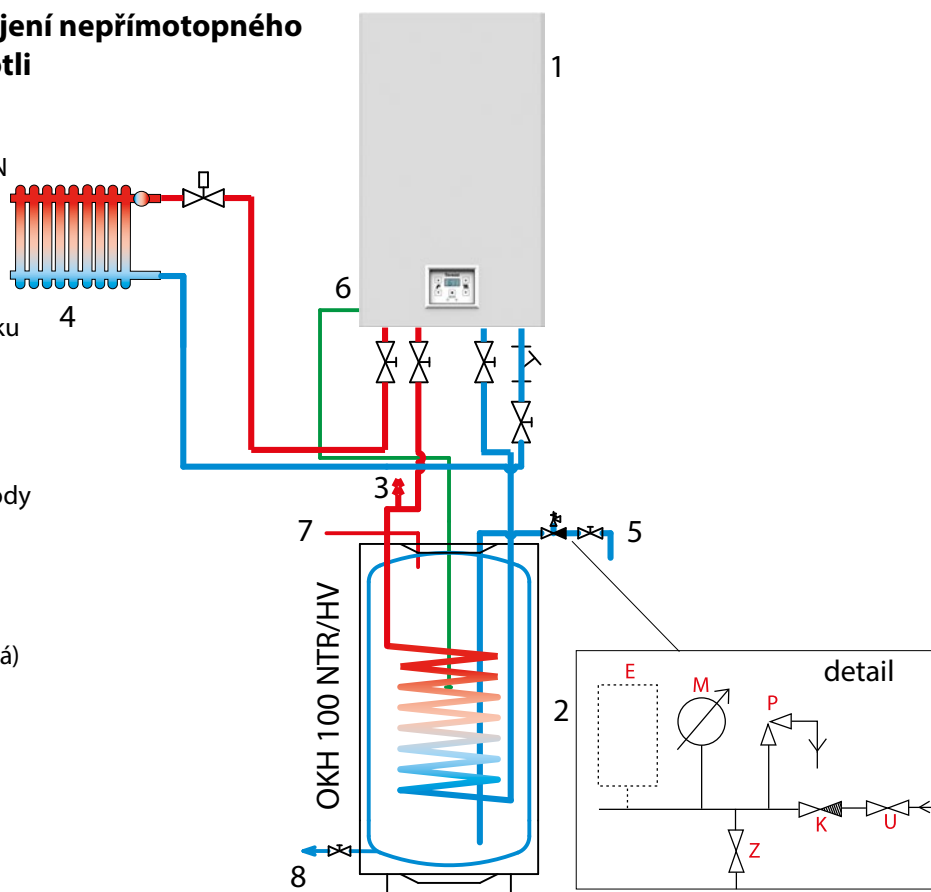 jení nepřímotopného
tli
1
N
6
4
ku
3
ody
7
5
OKH 100 NTR/HV
á)
detail
2
E
M
P
K
U
Z
8